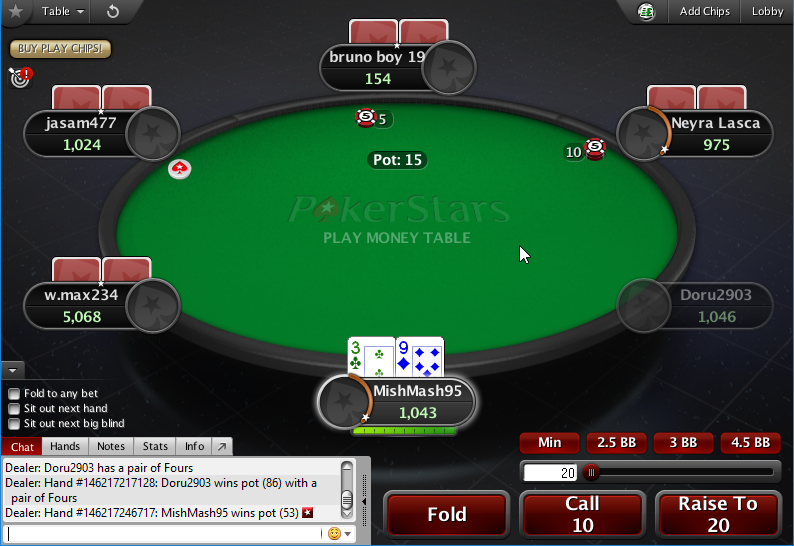 Table
Add Chips
Lobby
BUY PLAY CHIPS!
bruno boy 19
154
jasam477
1,024
Neyra Lasca
975
S 5
10 S
Pot: 15
PokerStars
PLAY MONEY TABLE
w.max234
5,068
Doru2903
1,046
3
9
MishMash95
1,043
Fold to any bet
Sit out next hand
Sit out next big blind
Chat
Hands
Notes
Stats
Info
Min
2.5 BB
3 BB
4.5 BB
Dealer: Doru2903 has a pair of Fours
Dealer: Hand #146217217128: Doru2903 wins pot (86) with a
pair of Fours
Dealer: Hand #146217246717: MishMash95 wins pot (53)
20
Fold
Call
10
Raise To
20